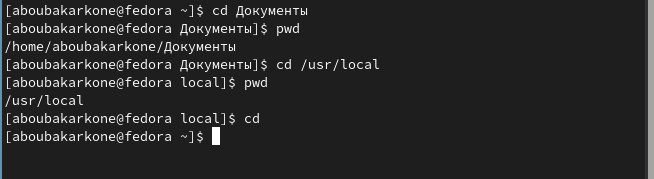 [aboubakarkone@fedora ~]$ cd Документы
[aboubakarkone@fedora Документы]$ pwd
/home/aboubakarkone/Документы
[aboubakarkone@fedora Документы]$ cd /usr/local
[aboubakarkone@fedora local]$ pwd
/usr/local
[aboubakarkone@fedora local]$ cd
[aboubakarkone@fedora ~]$